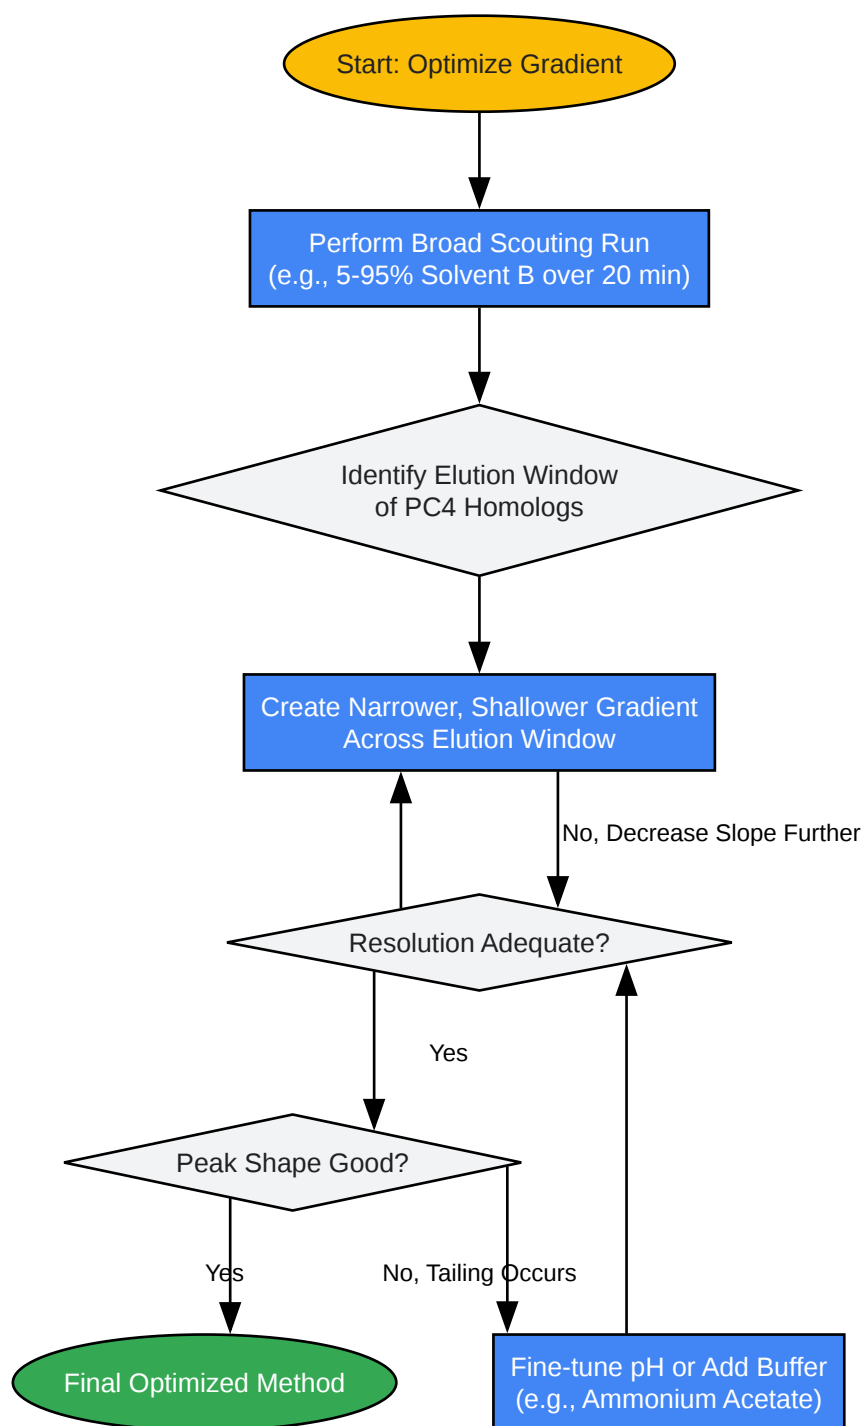 Start: Optimize Gradient
Perform Broad Scouting Run
(e.g., 5-95% Solvent B over 20 min)
Identify Elution Window
of PC4 Homologs
Create Narrower, Shallower Gradient
Across Elution Window
No, Decrease Slope Further
Resolution Adequate?
Yes
Peak Shape Good?
Yes
No, Tailing Occurs
Final Optimized Method
Fine-tune pH or Add Buffer
(e.g., Ammonium Acetate)